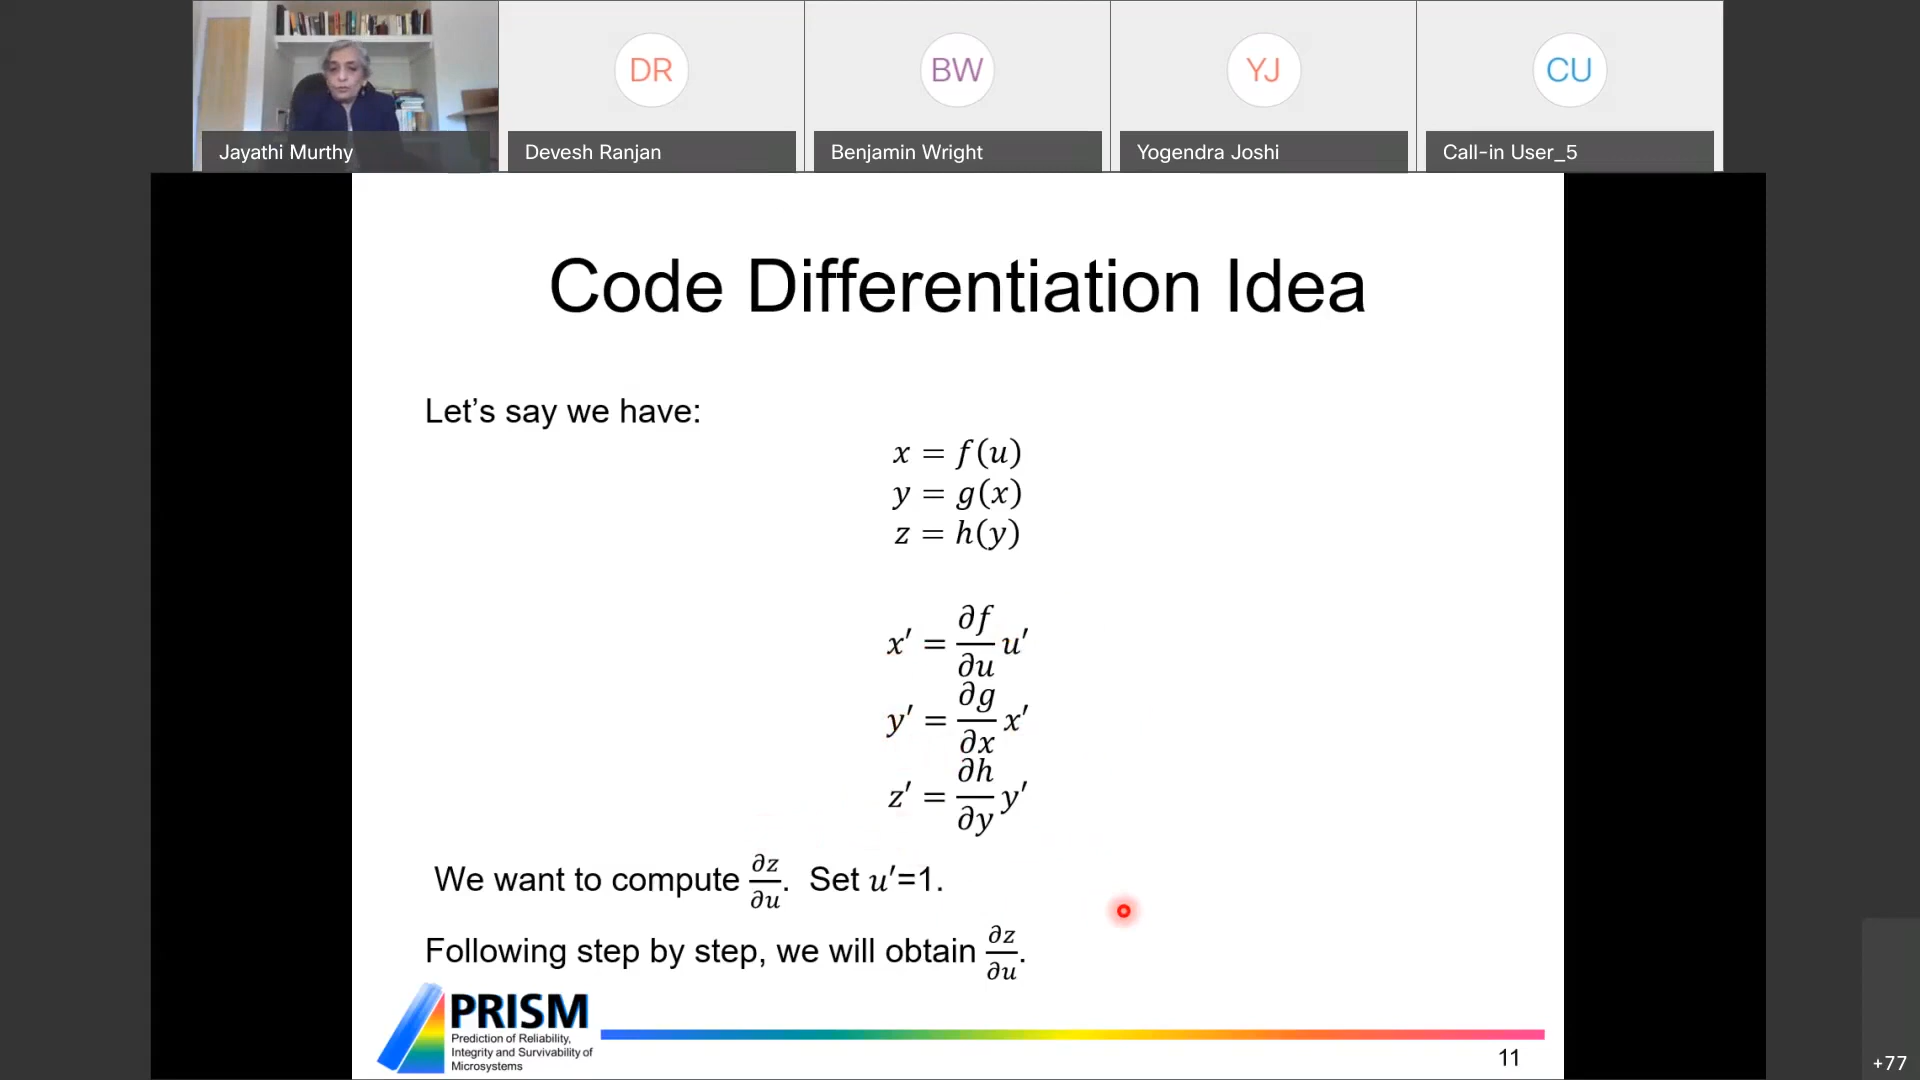 DR
BW
YJ
CU
Jayathi Murthy
Devesh Ranjan
Benjamin Wright
Yogendra Joshi
Call-in User_5
Code Differentiation Idea
Let’s say we have:
x = f(u)
y = g(x)
z = h(y)
x′ = ∂f/∂u u′
y′ = ∂g/∂x x′
z′ = ∂h/∂y y′
We want to compute ∂z/∂u. Set u′=1.
Following step by step, we will obtain ∂z/∂u.
PRISM
Prediction of Reliability,
Integrity and Survivability of
Microsystems
11
+77